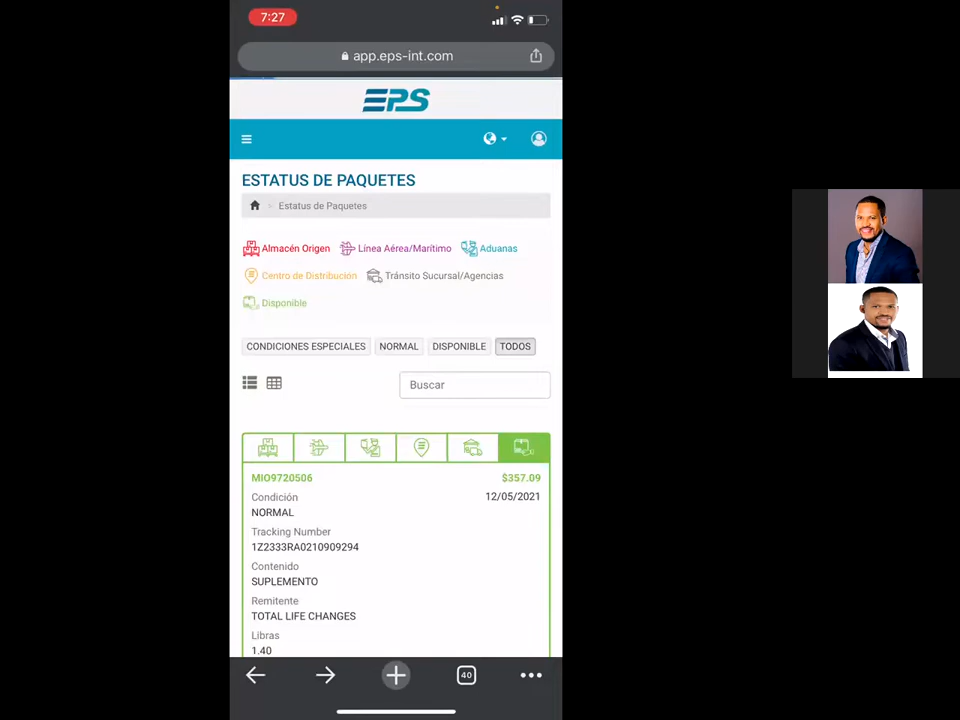 7:27
app.eps-int.com
EPS
ESTATUS DE PAQUETES
> Estatus de Paquetes
Almacén Origen Línea Aérea/Marítimo Aduanas
Centro de Distribución Tránsito Sucursal/Agencias
Disponible
CONDICIONES ESPECIALES NORMAL DISPONIBLE TODOS
Buscar
MIO9720506 $357.09
Condición 12/05/2021
NORMAL
Tracking Number
1Z2333RA0210909294
Contenido
SUPLEMENTO
Remitente
TOTAL LIFE CHANGES
Libras
1.40
40